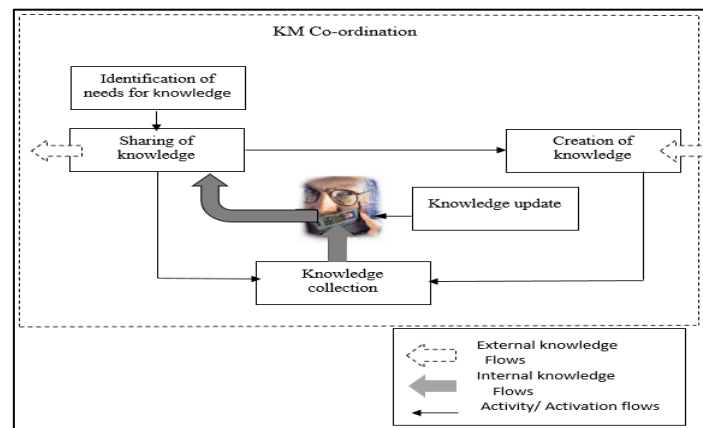 KM Co-ordination
Identification of
needs for knowledge
Sharing of
knowledge
Creation of
knowledge
Knowledge update
Knowledge
collection
External knowledge
Flows
Internal knowledge
Flows
Activity/ Activation flows